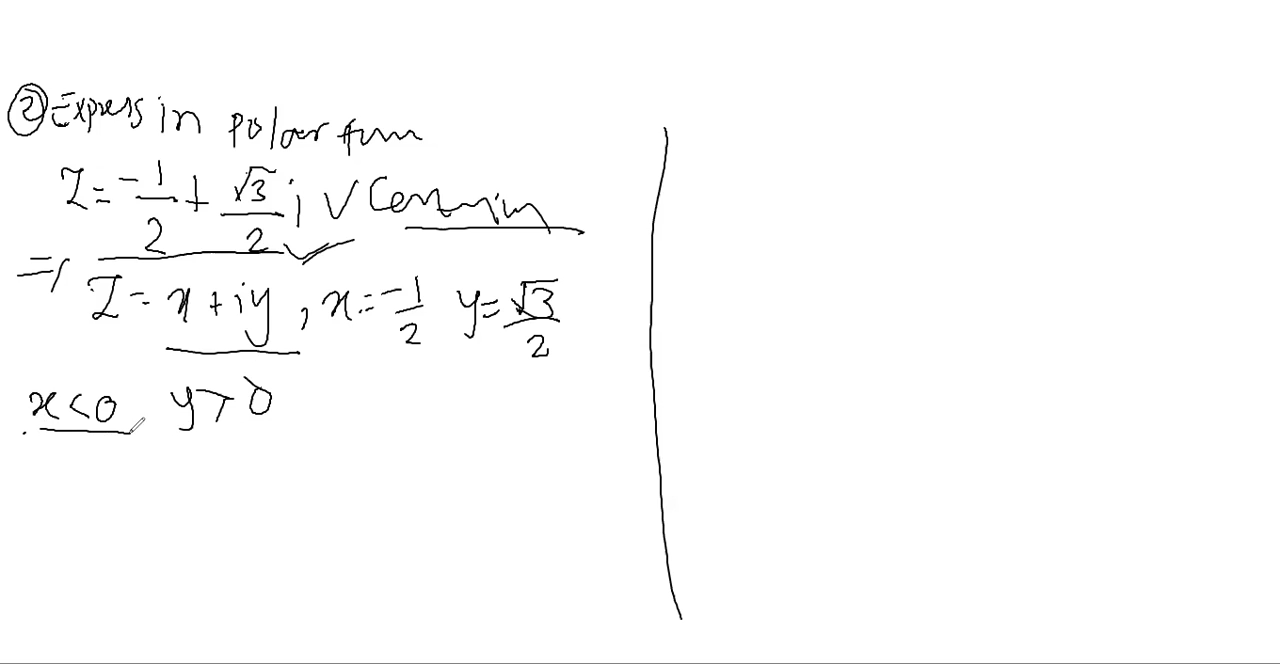 ② Express in polar form
Z = -1/2 + √3/2 i ✓
⇒, Z = x + iy , x = -1/2 y = √3/2
x < 0, y > 0